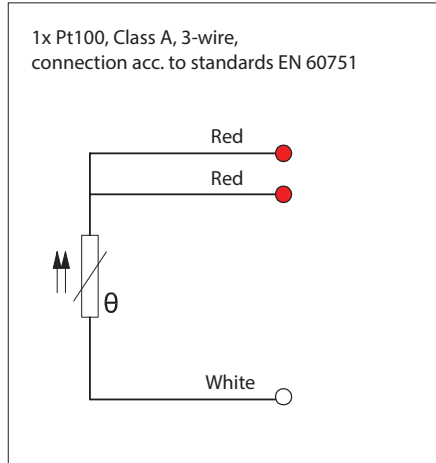 1x Pt100, Class A, 3-wire,
connection acc. to standards EN 60751
Red
Red
θ
White